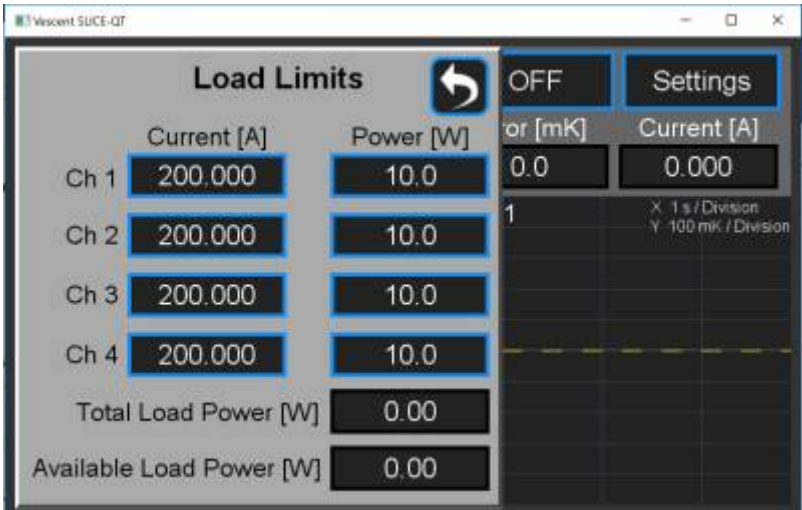 Vescent SLICE-QT
Load Limits
OFF
Settings
Current [A]
Power [W]
or [mK]
Current [A]
Ch 1 200.000 10.0
0.0
0.000
1
X 1 s / Division
Y 100 mK / Division
Ch 2 200.000 10.0
Ch 3 200.000 10.0
Ch 4 200.000 10.0
Total Load Power [W] 0.00
Available Load Power [W] 0.00